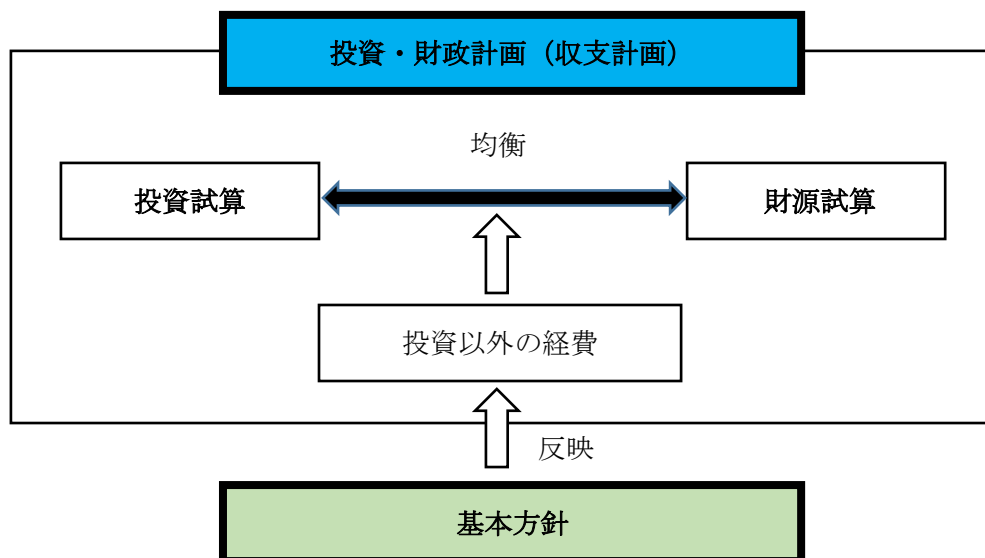 投資・財政計画（収支計画）
均衡
投資試算
財源試算
投資以外の経費
反映
基本方針